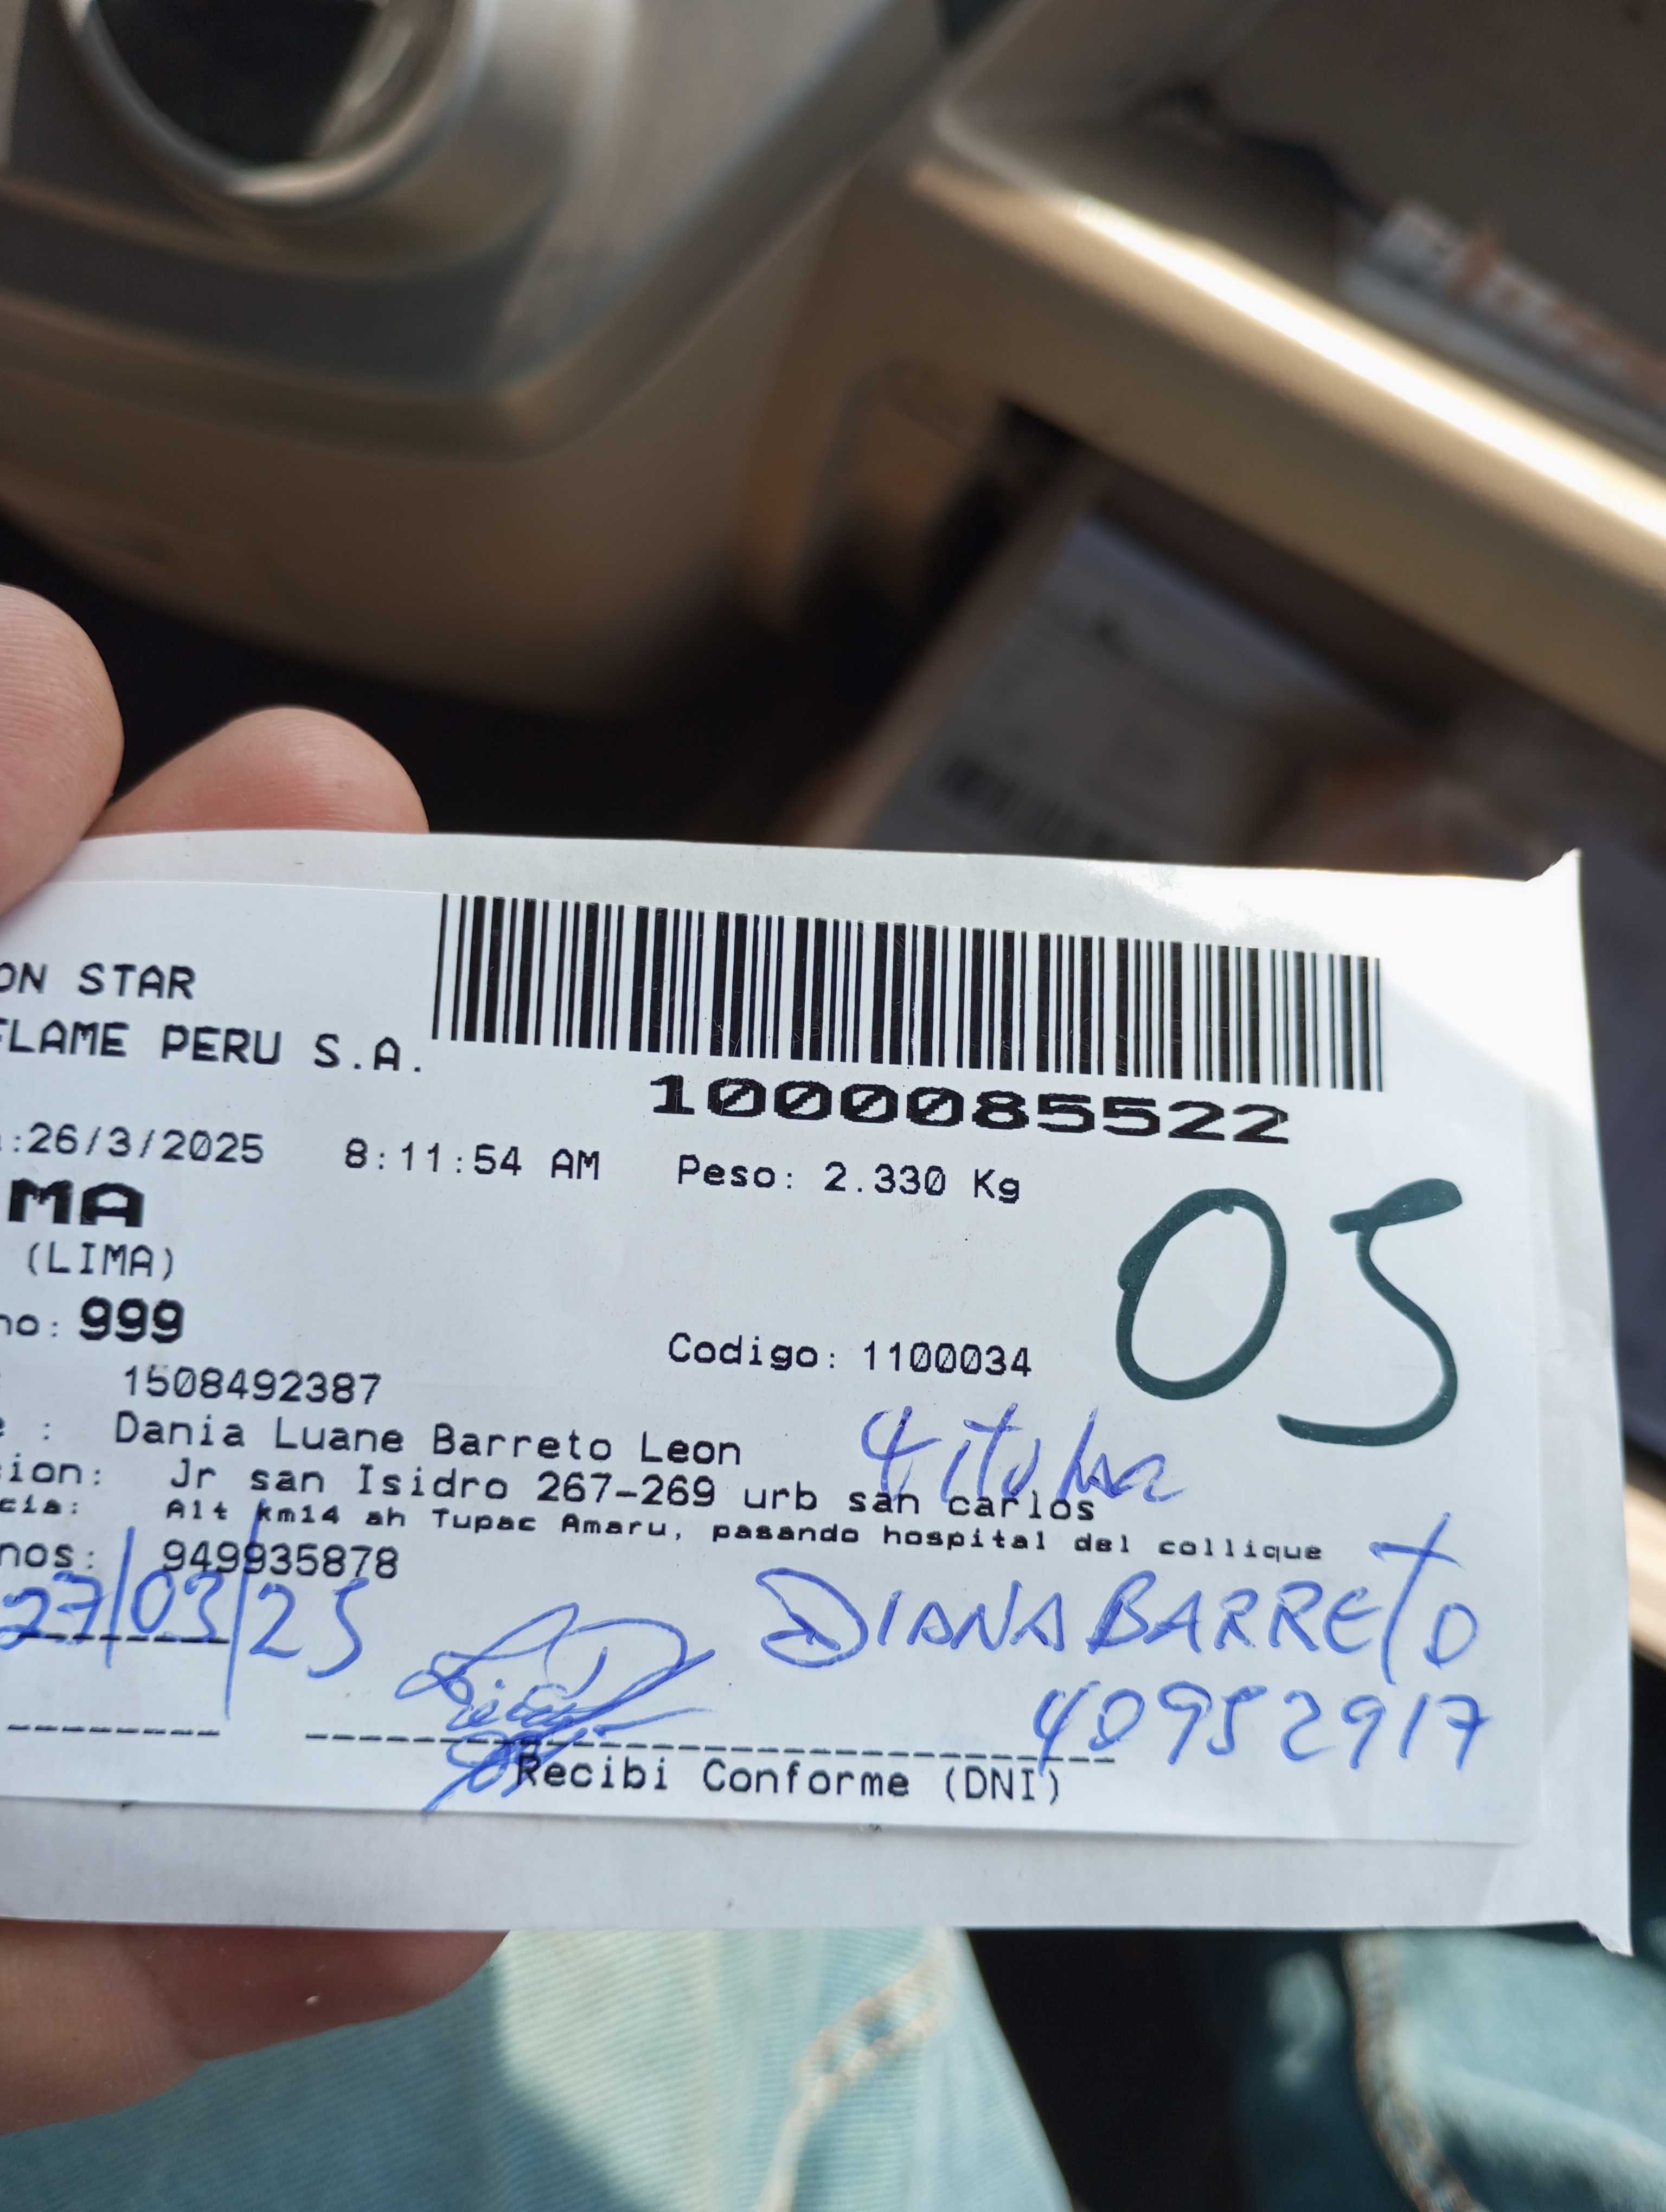 ON STAR
FLAME PERU S.A.
1000085522
:26/3/2025 8:11:54 AM Peso: 2.330 Kg
MA
05
(LIMA)
no: 999
Codigo: 1100034
1508492387
e : Dania Luane Barreto Leon
ion: Jr san Isidro 267-269 urb san carlos
cia: Alt km14 ah Tupac Amaru, pasando hospital del collique
nos: 949935878
27/03/25
DIANA BARRETO
40952917
Recibi Conforme (DNI)